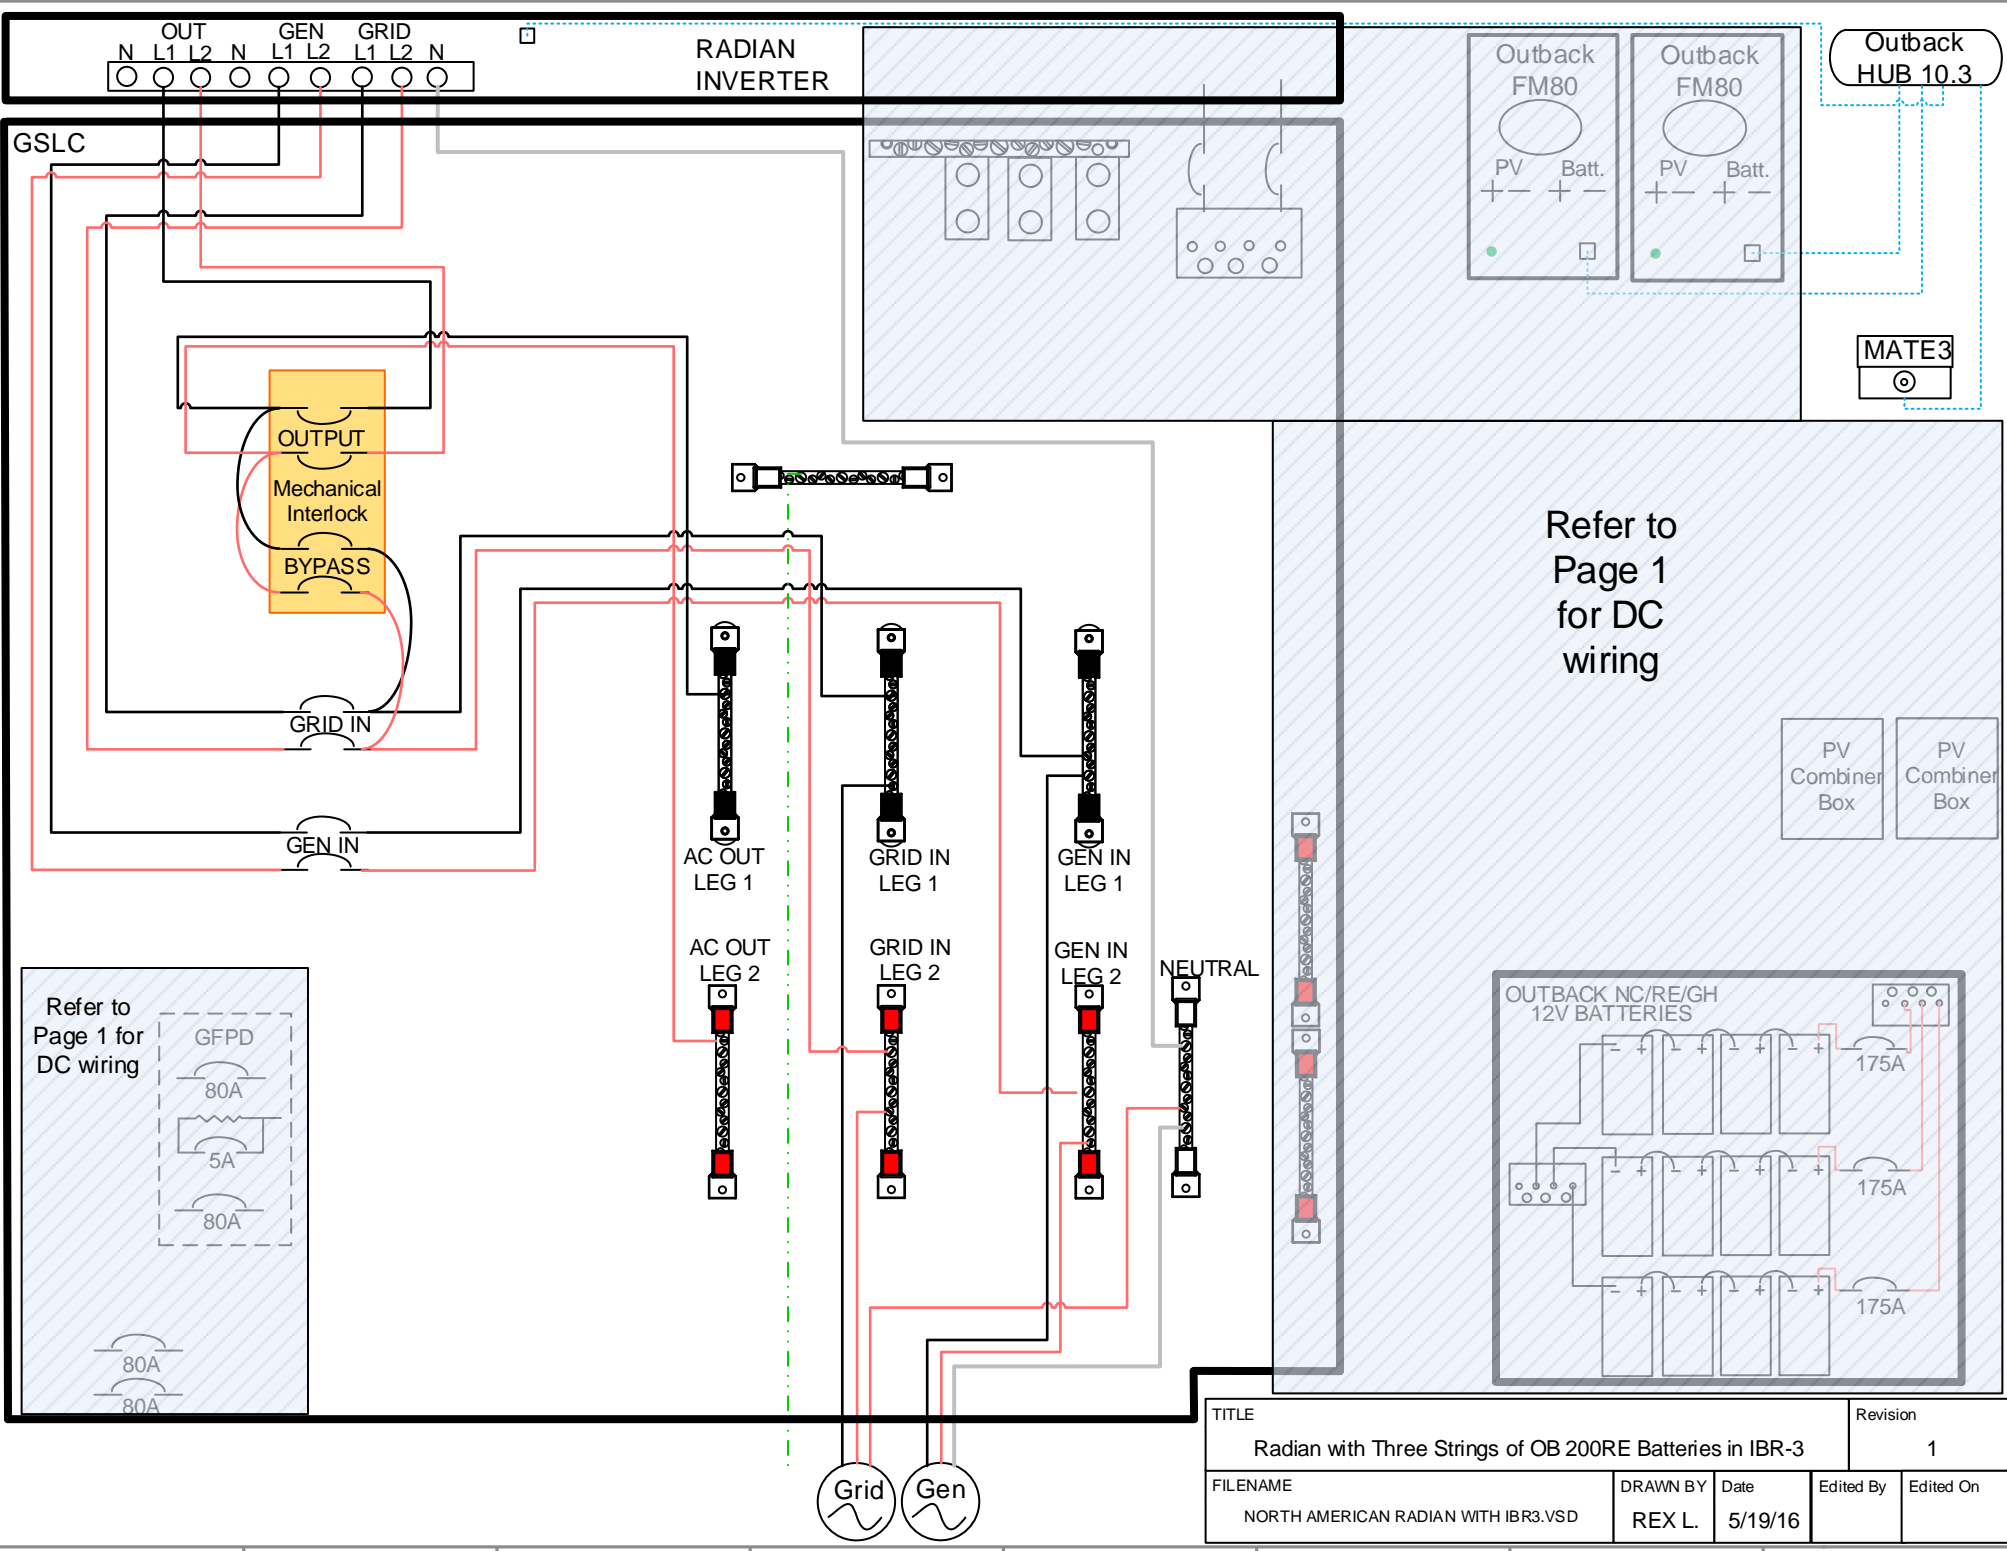 OUT GEN GRID
N L1 L2 N L1 L2 L1 L2 N
RADIAN
INVERTER
Outback
FM80
PV Batt.
Outback
FM80
PV Batt.
Outback
HUB 10.3
GSLC
MATE3
OUTPUT
Mechanical
Interlock
BYPASS
GRID IN
GEN IN
Refer to
Page 1
for DC
wiring
PV
Combiner
Box
PV
Combiner
Box
AC OUT
LEG 1
GRID IN
LEG 1
GEN IN
LEG 1
AC OUT
LEG 2
GRID IN
LEG 2
GEN IN
LEG 2
NEUTRAL
Refer to
Page 1 for
DC wiring
GFPD
80A
5A
80A
80A
80A
OUTBACK NC/RE/GH
12V BATTERIES
- + - + - + - +
175A
- + - + - + - +
175A
- + - + - + - +
175A
Grid
Gen
TITLE
Radian with Three Strings of OB 200RE Batteries in IBR-3
Revision
1
FILENAME
NORTH AMERICAN RADIAN WITH IBR3.VSD
DRAWN BY
REX L.
Date
5/19/16
Edited By
Edited On